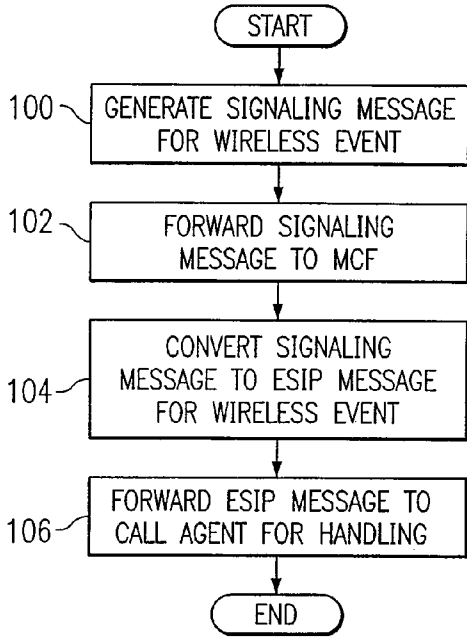 START
100
GENERATE SIGNALING MESSAGE
FOR WIRELESS EVENT
102
FORWARD SIGNALING
MESSAGE TO MCF
104
CONVERT SIGNALING
MESSAGE TO ESIP MESSAGE
FOR WIRELESS EVENT
106
FORWARD ESIP MESSAGE TO
CALL AGENT FOR HANDLING
END